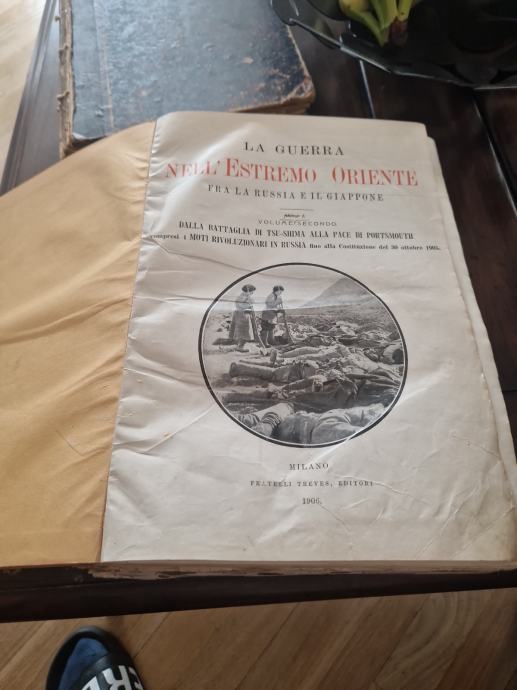 LA GUERRA
NELL'ESTREMO ORIENTE
FRA LA RUSSIA E IL GIAPPONE
VOLUME SECONDO
DALLA BATTAGLIA DI TSU-SHIMA ALLA PACE DI PORTSMOUTH
compresi i MOTI RIVOLUZIONARI IN RUSSIA fino alla Costituzione del 30 ottobre 1905.
MILANO
FRATELLI TREVES, EDITORI
1906.